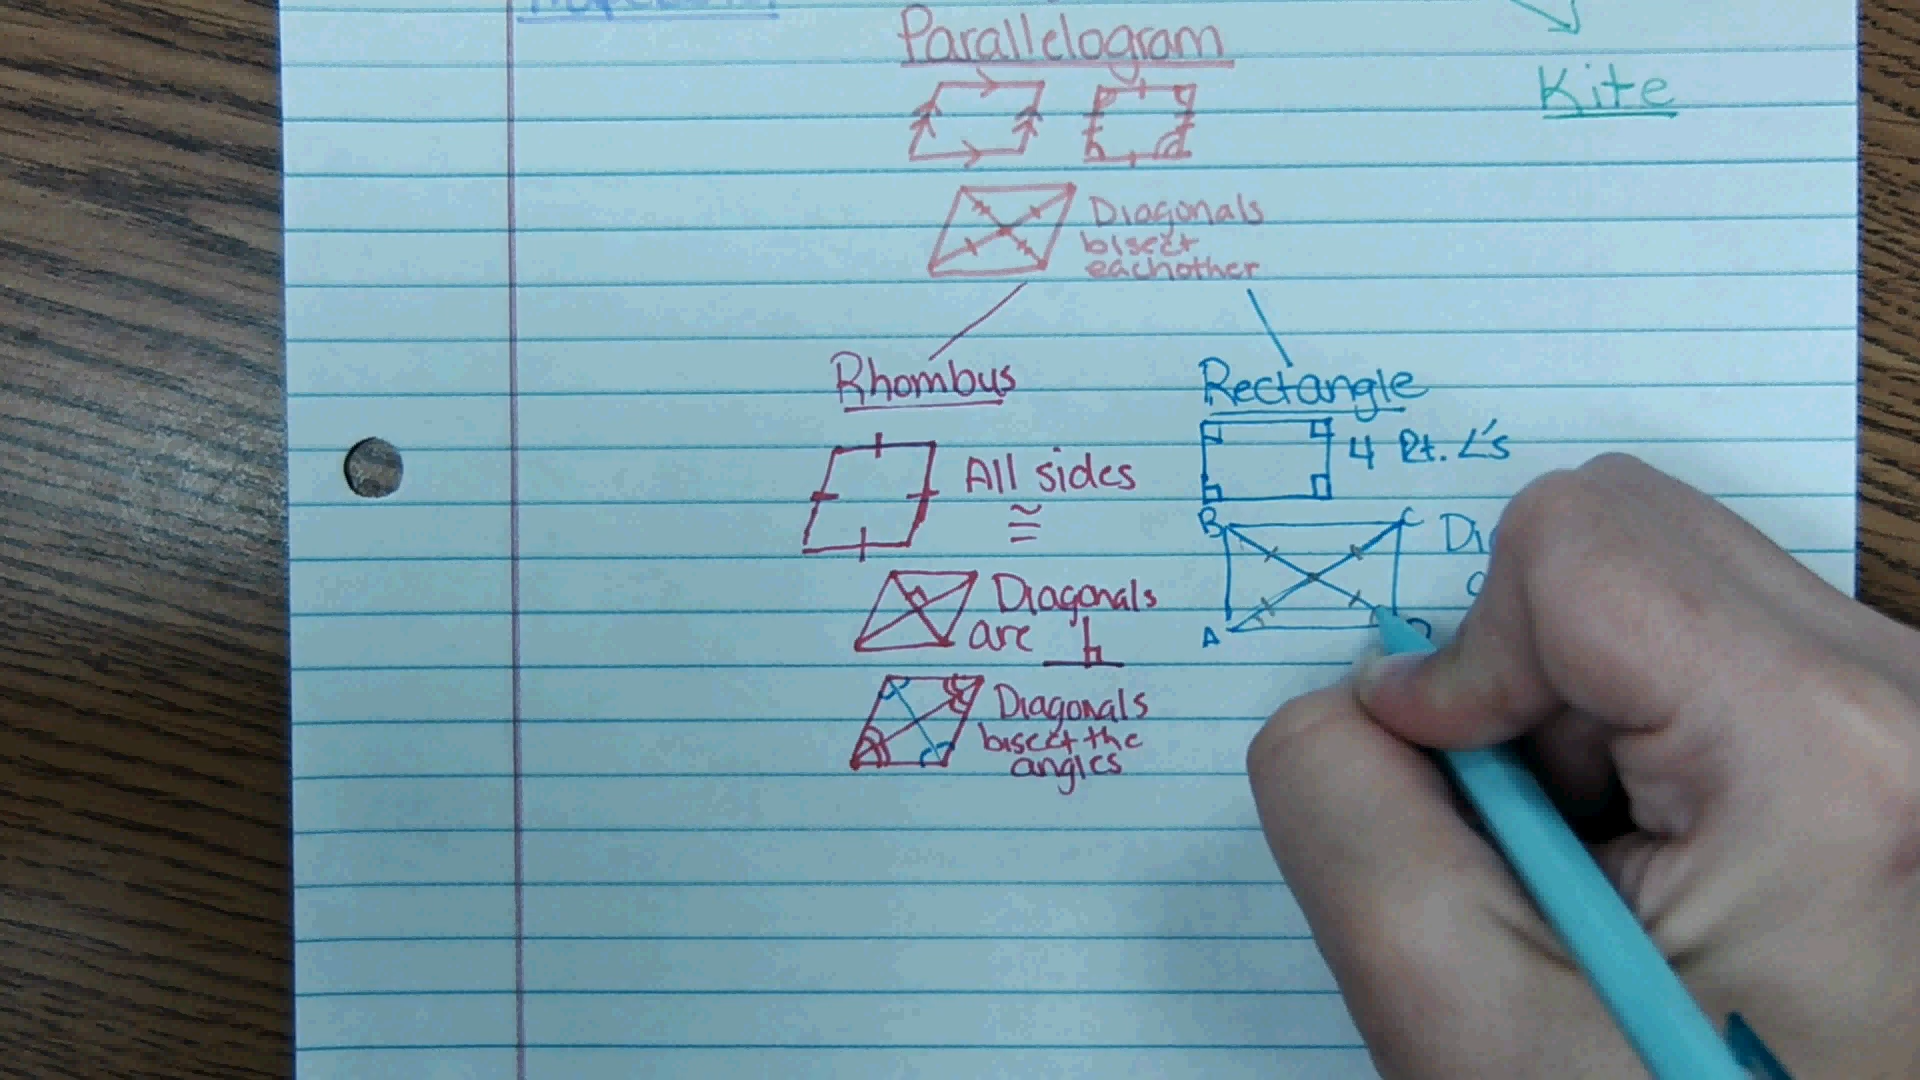 Parallelogram
Kite
Diagonals
bisect
eachother
Rhombus
Rectangle
4 Rt. ∠'s
All sides
≅
B
C
A
Diagonals
are ⊥
Diagonals
bisect the
angles